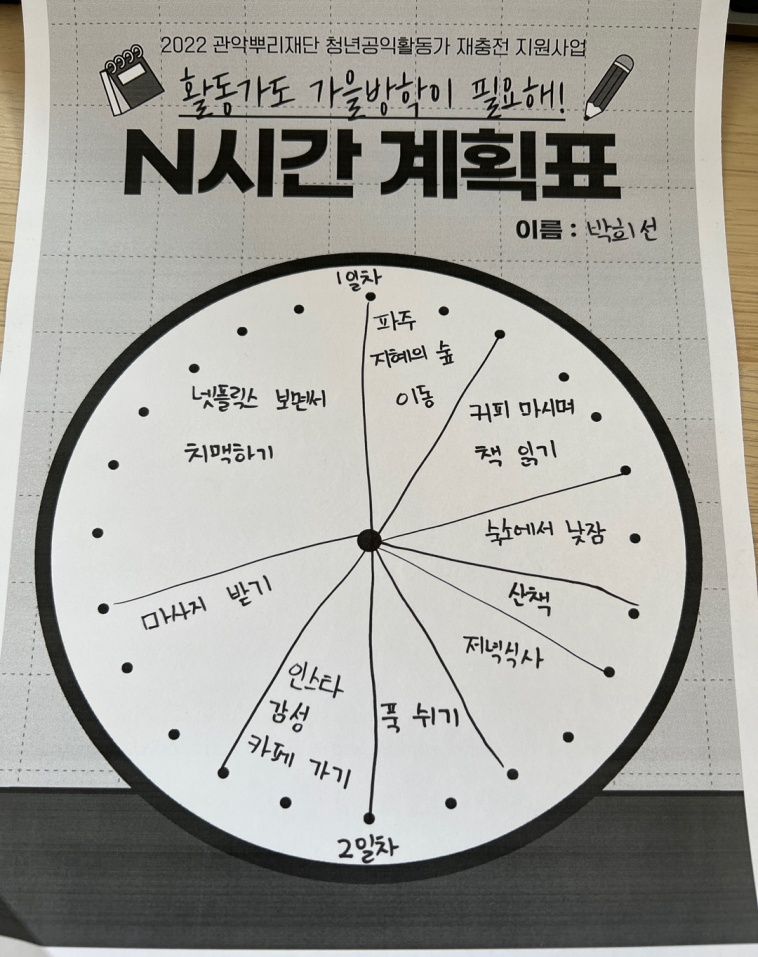 2022 관악뿌리재단 청년공익활동가 재충전 지원사업
활동가도 가을방학이 필요해!
N시간 계획표
이름 : 박희선
1일차
파주
지혜의 숲
이동
커피 마시며
책 읽기
숙소에서 낮잠
산책
저녁식사
푹 쉬기
2일차
인스타
감성
카페 가기
마사지 받기
넷플릭스 보면서
치맥하기